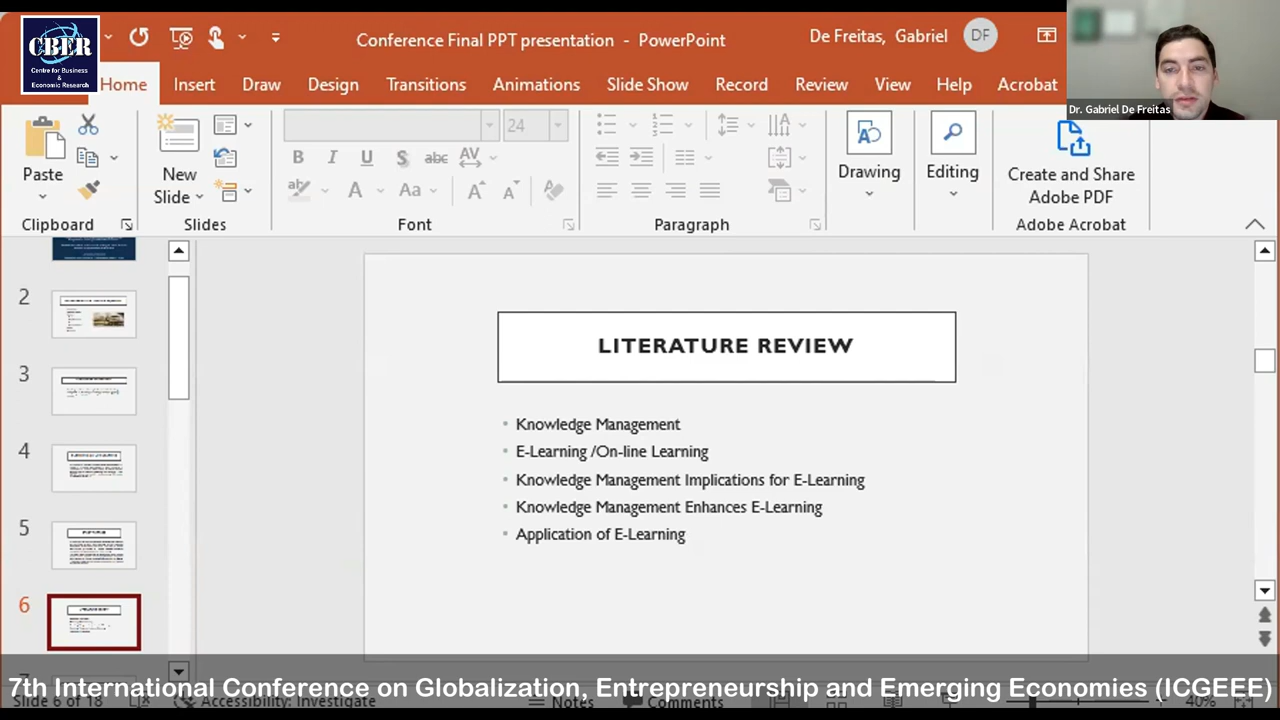 CBER
Centre for Business
&
Economic Research
Conference Final PPT presentation - PowerPoint
De Freitas, Gabriel
DF
Dr. Gabriel De Freitas
Home Insert Draw Design Transitions Animations Slide Show Record Review View Help Acrobat
Paste
New
Slide
24
B I U S abc AV
A Aa A A
Drawing
Editing
Create and Share
Adobe PDF
Clipboard Slides Font Paragraph Adobe Acrobat
2
3
4
5
6
LITERATURE REVIEW
• Knowledge Management
• E-Learning /On-line Learning
• Knowledge Management Implications for E-Learning
• Knowledge Management Enhances E-Learning
• Application of E-Learning
7th International Conference on Globalization, Entrepreneurship and Emerging Economies (ICGEEE)
Slide 6 of 18 Accessibility: Investigate Notes Comments 40%